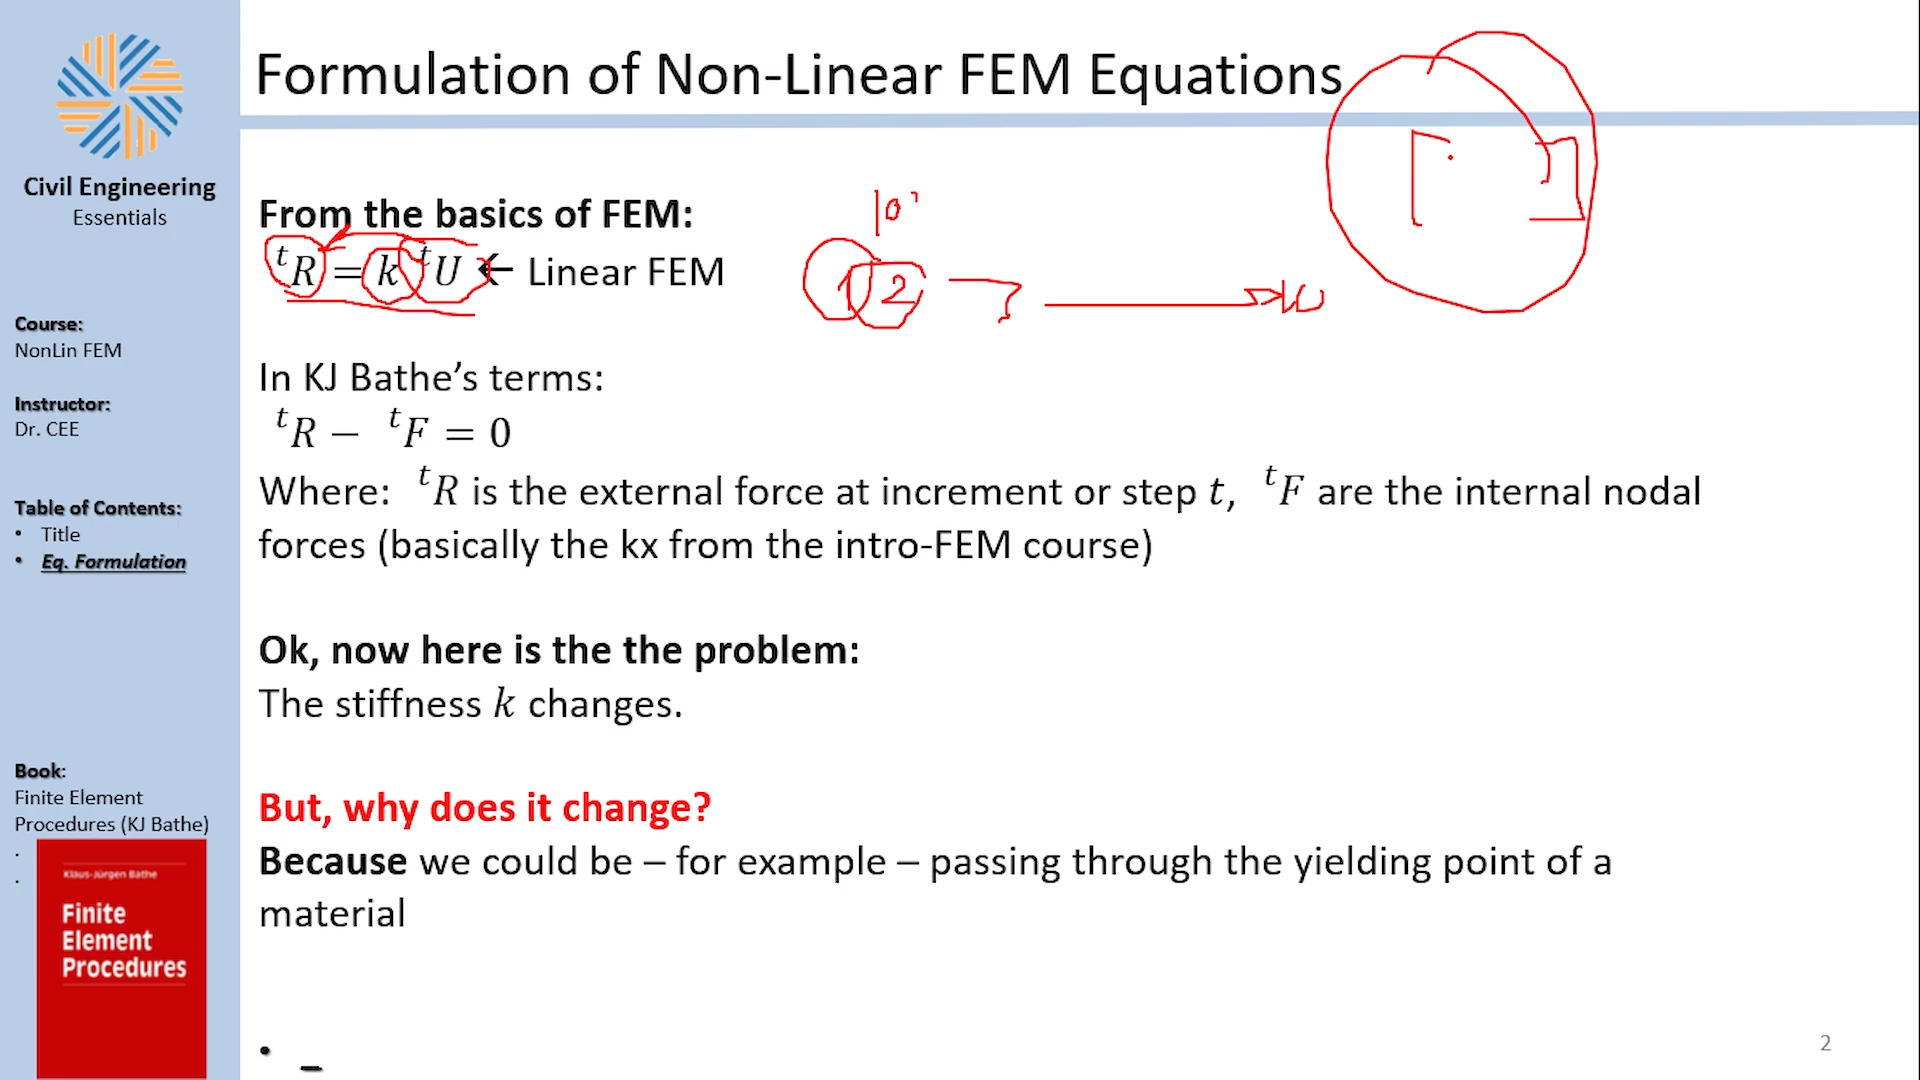 Formulation of Non-Linear FEM Equations
Civil Engineering
Essentials
Course:
NonLin FEM
Instructor:
Dr. CEE
Table of Contents:
• Title
• Eq. Formulation
Book:
Finite Element
Procedures (KJ Bathe)
Klaus-Jürgen Bathe
Finite
Element
Procedures
From the basics of FEM:
ᵗR = k ᵗU ← Linear FEM
10
1 2
10
In KJ Bathe’s terms:
ᵗR − ᵗF = 0
Where: ᵗR is the external force at increment or step t, ᵗF are the internal nodal
forces (basically the kx from the intro-FEM course)
Ok, now here is the the problem:
The stiffness k changes.
But, why does it change?
Because we could be – for example – passing through the yielding point of a
material
2